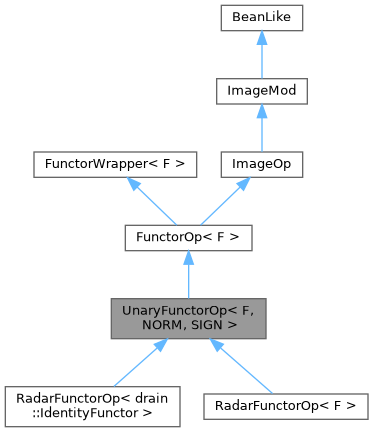 BeanLike
ImageMod
FunctorWrapper< F >
ImageOp
FunctorOp< F >
UnaryFunctorOp< F,
NORM, SIGN >
RadarFunctorOp< drain
::IdentityFunctor >
RadarFunctorOp< F >